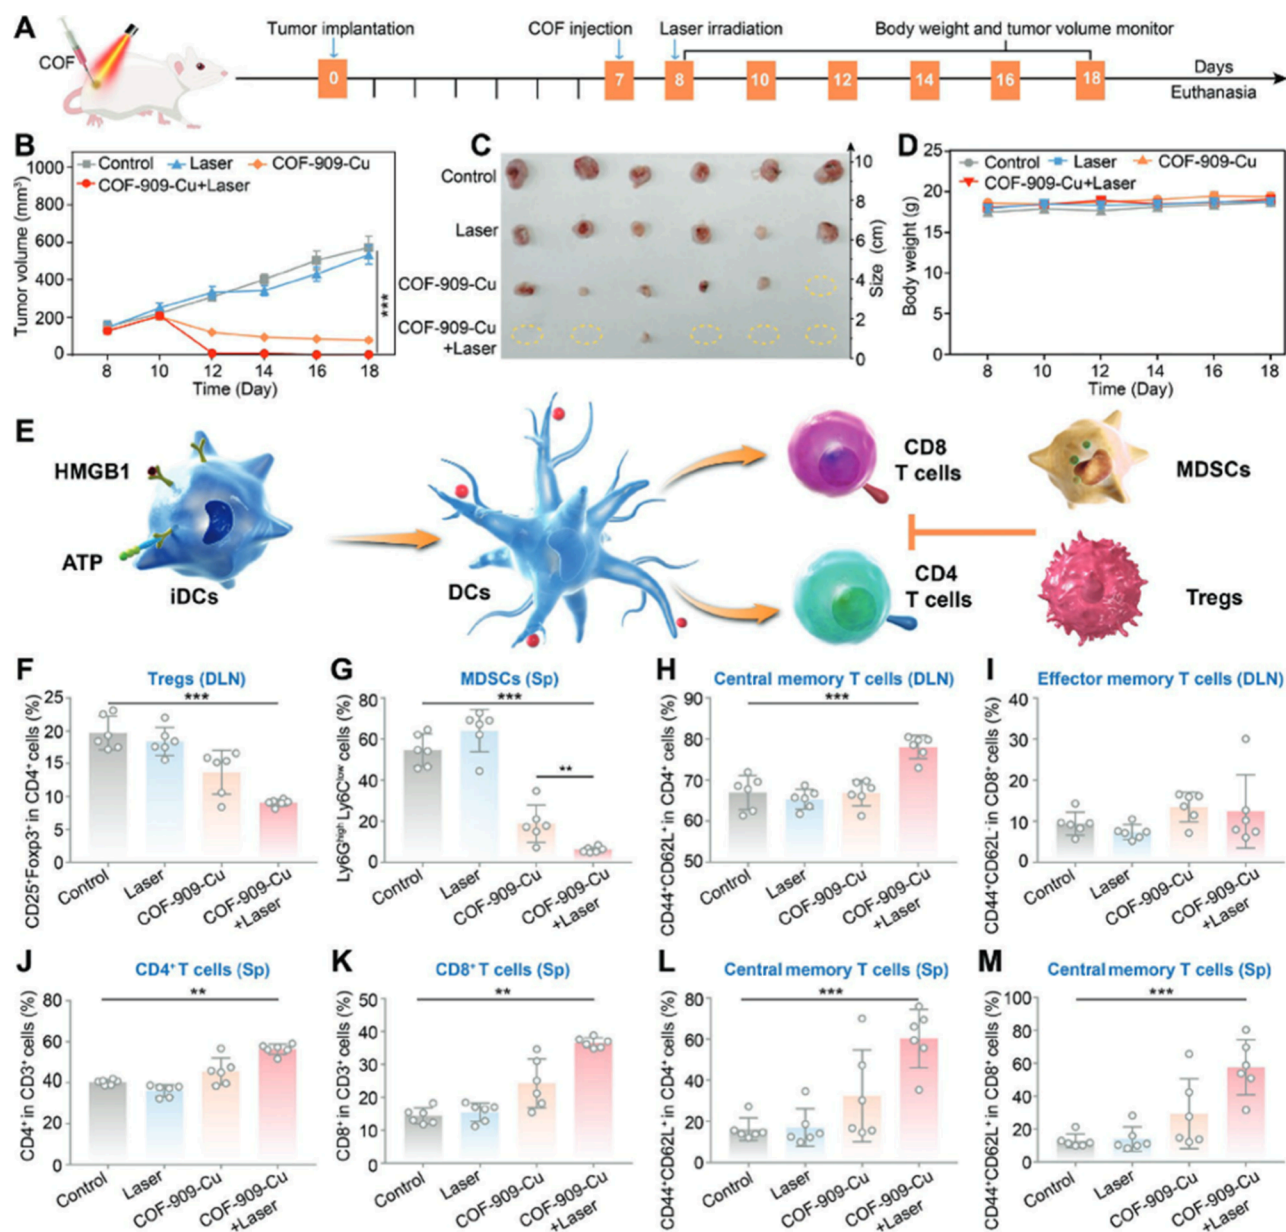 A
COF
Tumor implantation
COF injection
Laser irradiation
Body weight and tumor volume monitor
0
7
8
10
12
14
16
18
Days
Euthanasia
B
Control
Laser
COF-909-Cu
COF-909-Cu+Laser
Tumor volume (mm³)
1000
800
600
400
200
0
***
8 10 12 14 16 18
Time (Day)
C
Control
Laser
COF-909-Cu
COF-909-Cu
+Laser
10
8
6
4
2
0
Size (cm)
D
Control
Laser
COF-909-Cu
COF-909-Cu+Laser
Body weight (g)
25
20
15
10
5
0
8 10 12 14 16 18
Time (Day)
E
HMGB1
ATP
iDCs
DCs
CD8
T cells
CD4
T cells
MDSCs
Tregs
F
Tregs (DLN)
***
CD25⁺Foxp3⁺ in CD4⁺ cells (%)
25
20
15
10
5
0
Control
Laser
COF-909-Cu
COF-909-Cu
+Laser
G
MDSCs (Sp)
***
**
Ly6Gʰⁱᵍʰ Ly6Cˡᵒʷ cells (%)
80
60
40
20
0
Control
Laser
COF-909-Cu
COF-909-Cu
+Laser
H
Central memory T cells (DLN)
***
CD44⁺CD62L⁺ in CD4⁺ cells (%)
90
80
70
60
50
Control
Laser
COF-909-Cu
COF-909-Cu
+Laser
I
Effector memory T cells (DLN)
CD44⁺CD62L⁻ in CD8⁺ cells (%)
40
30
20
10
0
Control
Laser
COF-909-Cu
COF-909-Cu
+Laser
J
CD4⁺ T cells (Sp)
**
CD4⁺ in CD3⁺ cells (%)
80
60
40
20
0
Control
Laser
COF-909-Cu
COF-909-Cu
+Laser
K
CD8⁺ T cells (Sp)
**
CD8⁺ in CD3⁺ cells (%)
50
40
30
20
10
0
Control
Laser
COF-909-Cu
COF-909-Cu
+Laser
L
Central memory T cells (Sp)
***
CD44⁺CD62L⁺ in CD4⁺ cells (%)
80
60
40
20
0
Control
Laser
COF-909-Cu
COF-909-Cu
+Laser
M
Central memory T cells (Sp)
***
CD44⁺CD62L⁺ in CD8⁺ cells (%)
100
80
60
40
20
0
Control
Laser
COF-909-Cu
COF-909-Cu
+Laser